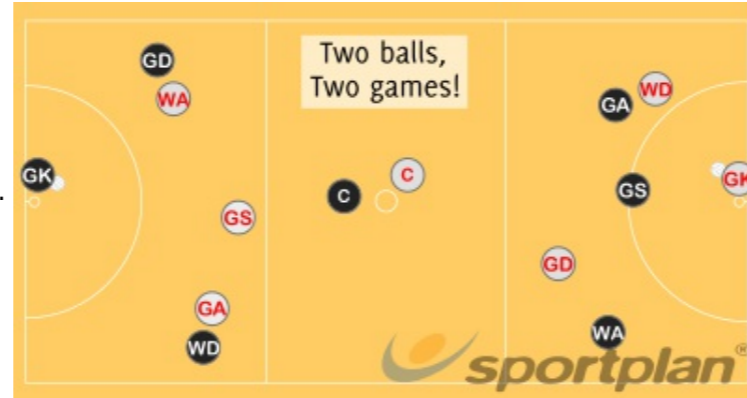 Two balls,
Two games!
GD
WA
GK
GS
GA
WD
C
C
GA
WD
GS
GK
GD
WA
sportplan®
.